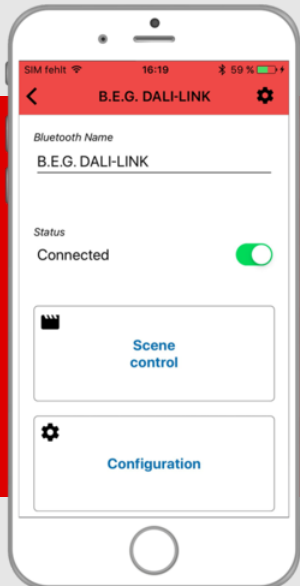 SIM fehlt 16:19 59 %
B.E.G. DALI-LINK
Bluetooth Name
B.E.G. DALI-LINK
Status
Connected
Scene
control
Configuration